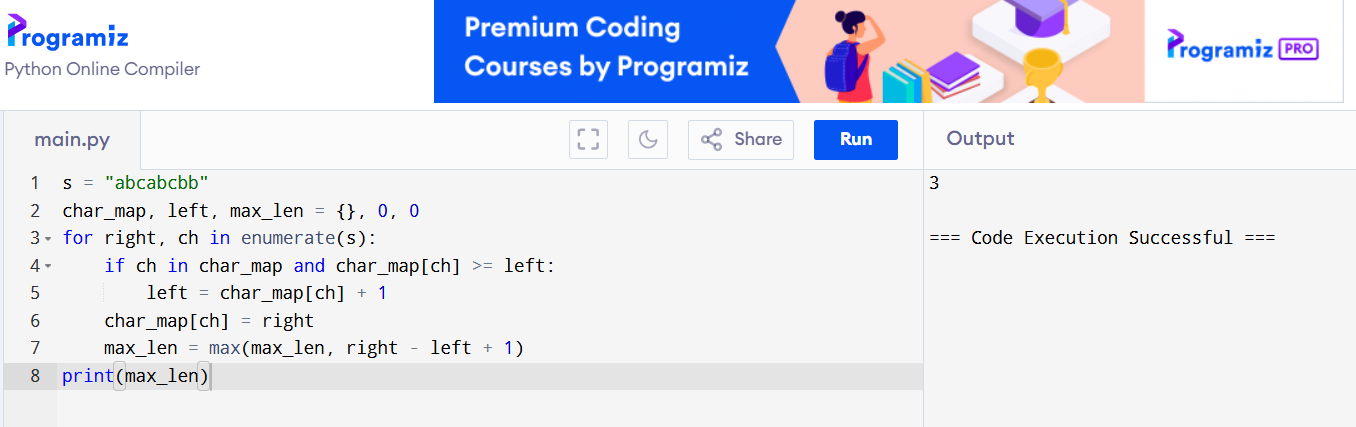 Programiz
Python Online Compiler
Premium Coding
Courses by Programiz
Programiz PRO
main.py
Share
Run
Output
1 s = "abcabcbb"
2 char_map, left, max_len = {}, 0, 0
3 for right, ch in enumerate(s):
4     if ch in char_map and char_map[ch] >= left:
5         left = char_map[ch] + 1
6     char_map[ch] = right
7     max_len = max(max_len, right - left + 1)
8 print(max_len)
3
=== Code Execution Successful ===